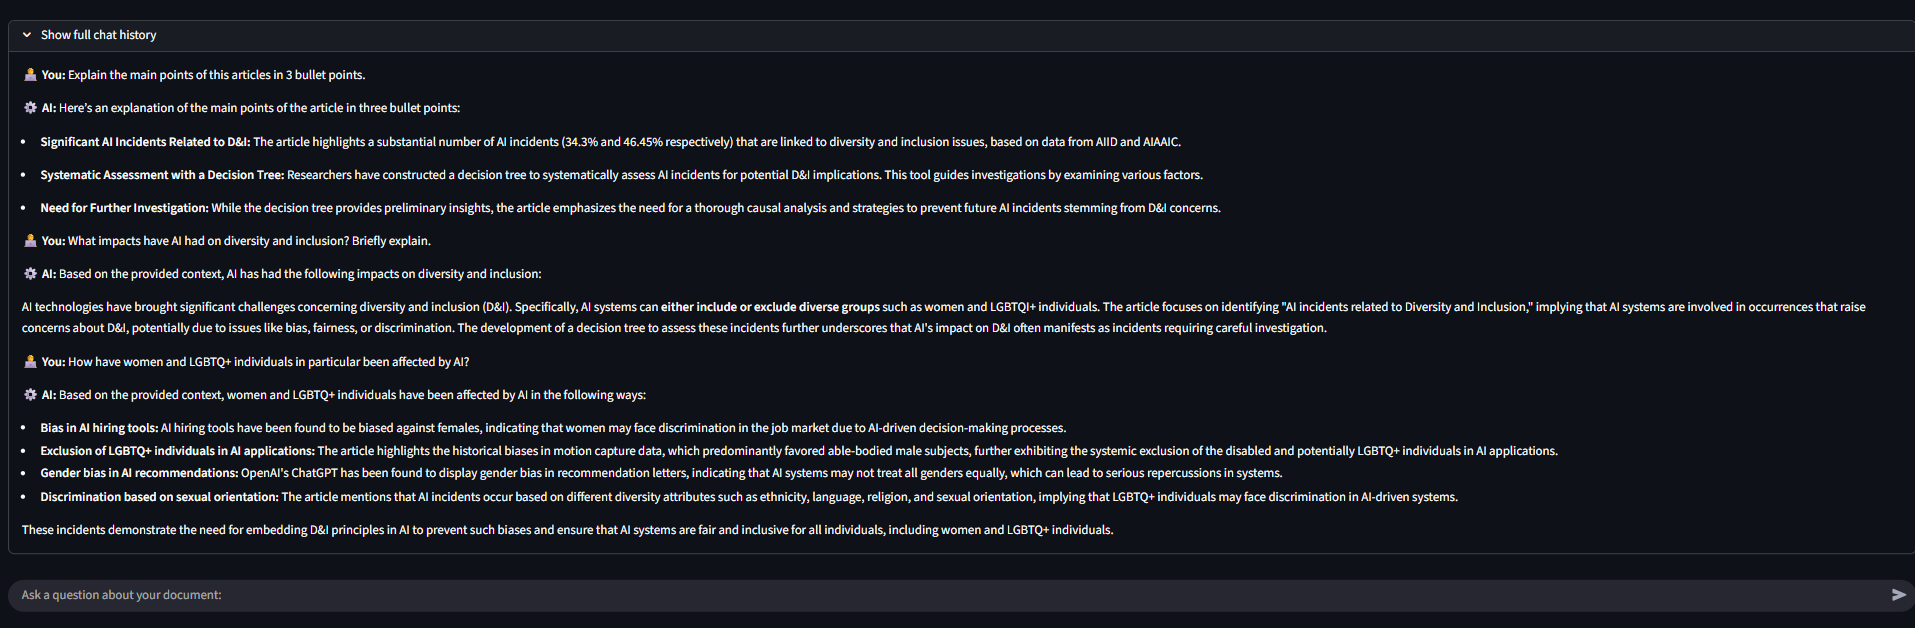 Show full chat history
You: Explain the main points of this articles in 3 bullet points.
AI: Here's an explanation of the main points of the article in three bullet points:
• Significant AI Incidents Related to D&I: The article highlights a substantial number of AI incidents (34.3% and 46.45% respectively) that are linked to diversity and inclusion issues, based on data from AIID and AIAAIC.
• Systematic Assessment with a Decision Tree: Researchers have constructed a decision tree to systematically assess AI incidents for potential D&I implications. This tool guides investigations by examining various factors.
• Need for Further Investigation: While the decision tree provides preliminary insights, the article emphasizes the need for a thorough causal analysis and strategies to prevent future AI incidents stemming from D&I concerns.
You: What impacts have AI had on diversity and inclusion? Briefly explain.
AI: Based on the provided context, AI has had the following impacts on diversity and inclusion:
AI technologies have brought significant challenges concerning diversity and inclusion (D&I). Specifically, AI systems can either include or exclude diverse groups such as women and LGBTQI+ individuals. The article focuses on identifying "AI incidents related to Diversity and Inclusion," implying that AI systems are involved in occurrences that raise
concerns about D&I, potentially due to issues like bias, fairness, or discrimination. The development of a decision tree to assess these incidents further underscores that AI's impact on D&I often manifests as incidents requiring careful investigation.
You: How have women and LGBTQ+ individuals in particular been affected by AI?
AI: Based on the provided context, women and LGBTQ+ individuals have been affected by AI in the following ways:
• Bias in AI hiring tools: AI hiring tools have been found to be biased against females, indicating that women may face discrimination in the job market due to AI-driven decision-making processes.
• Exclusion of LGBTQ+ individuals in AI applications: The article highlights the historical biases in motion capture data, which predominantly favored able-bodied male subjects, further exhibiting the systemic exclusion of the disabled and potentially LGBTQ+ individuals in AI applications.
• Gender bias in AI recommendations: OpenAI's ChatGPT has been found to display gender bias in recommendation letters, indicating that AI systems may not treat all genders equally, which can lead to serious repercussions in systems.
• Discrimination based on sexual orientation: The article mentions that AI incidents occur based on different diversity attributes such as ethnicity, language, religion, and sexual orientation, implying that LGBTQ+ individuals may face discrimination in AI-driven systems.
These incidents demonstrate the need for embedding D&I principles in AI to prevent such biases and ensure that AI systems are fair and inclusive for all individuals, including women and LGBTQ+ individuals.
Ask a question about your document: